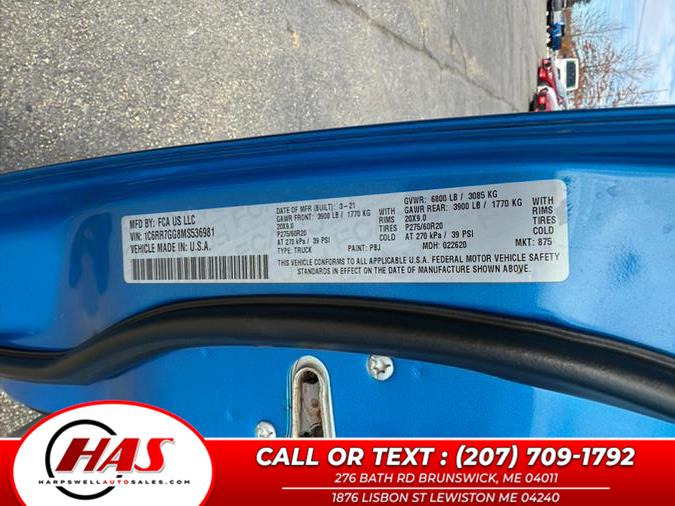 MFD BY: FCA US LLC
VIN: 1C6RR7GG8MS536981
VEHICLE MADE IN U.S.A.
DATE OF MFR (BUILT): 3-21
GAWR FRONT: 3900 LB / 1770 KG WITH
20X9.0 RIMS
P275/60R20 TIRES
AT 270 kPa / 39 PSI COLD
TYPE: TRUCK PAINT: PBJ
GVWR: 6800 LB / 3085 KG
GAWR REAR: 3900 LB / 1770 KG WITH
20X9.0 RIMS
P275/60R20 TIRES
AT 270 kPa / 39 PSI COLD
MDH: 022620 MKT: 875
THIS VEHICLE CONFORMS TO ALL APPLICABLE U.S.A. FEDERAL MOTOR VEHICLE SAFETY
STANDARDS IN EFFECT ON THE DATE OF MANUFACTURE SHOWN ABOVE.
HAS
HARPSWELLAUTOSALES.COM
CALL OR TEXT : (207) 709-1792
276 BATH RD BRUNSWICK, ME 04011
1876 LISBON ST LEWISTON ME 04240